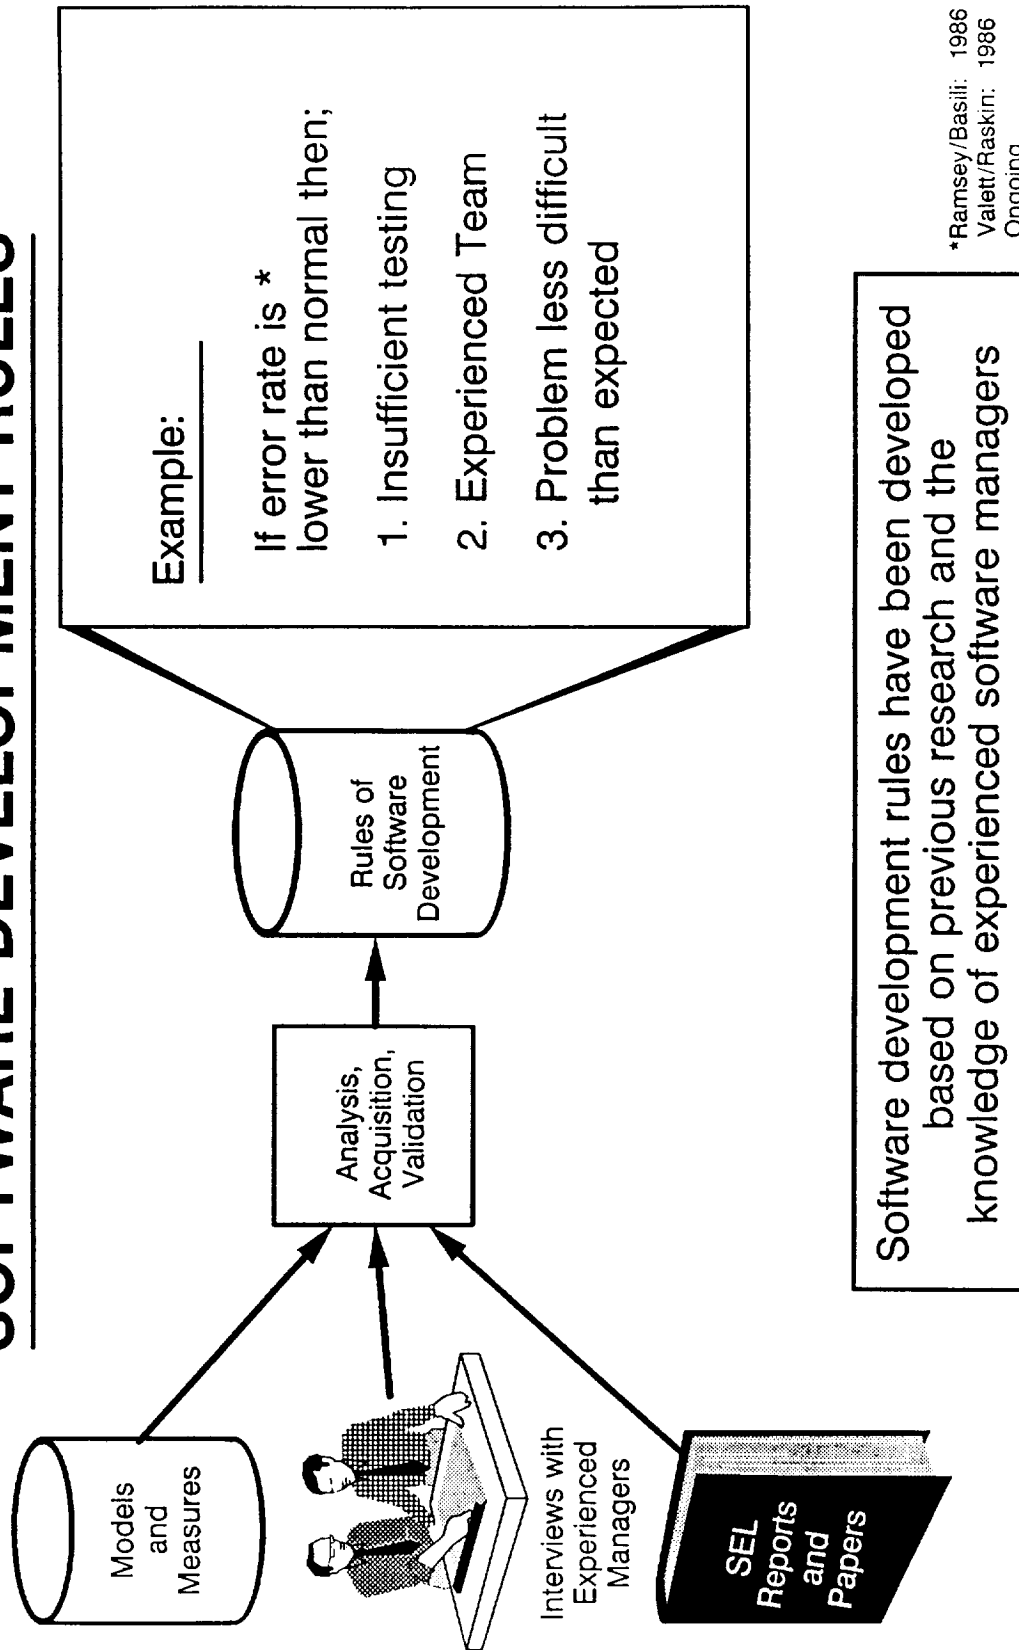 SOFTWARE DEVELOPMENT RULES
Models
and
Measures
Interviews with
Experienced
Managers
SEL
Reports
and
Papers
Analysis,
Acquisition,
Validation
Rules of
Software
Development
Example:
If error rate is *
lower than normal then;
1. Insufficient testing
2. Experienced Team
3. Problem less difficult
than expected
Software development rules have been developed
based on previous research and the
knowledge of experienced software managers
*Ramsey/Basili: 1986
Valett/Raskin: 1986
Ongoing